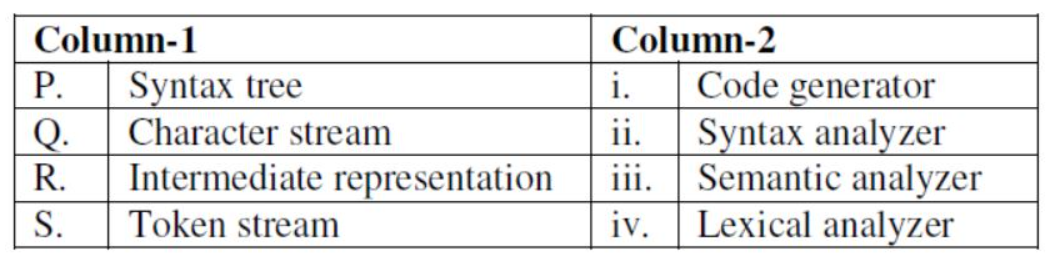 Column-1 Column-2
P. Syntax tree i. Code generator
Q. Character stream ii. Syntax analyzer
R. Intermediate representation iii. Semantic analyzer
S. Token stream iv. Lexical analyzer